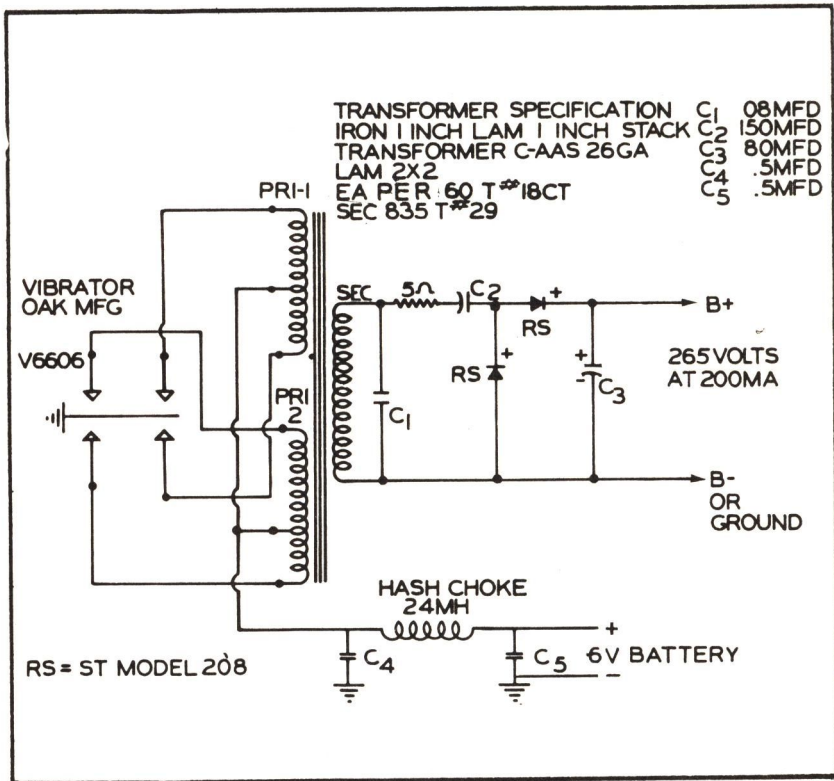 TRANSFORMER SPECIFICATION C1 08MFD
IRON 1 INCH LAM 1 INCH STACK C2 150MFD
TRANSFORMER C-AAS 26GA C3 80MFD
LAM 2X2 C4 .5MFD
EA PER 60 T #18CT C5 .5MFD
SEC 835 T #29
PRI-1
VIBRATOR
OAK MFG
V6606
SEC
5Ω
C2
+
RS
+
RS
+
-
C3
C1
B+
265 VOLTS
AT 200MA
PRI
2
B-
OR
GROUND
HASH CHOKE
24MH
C4
C5
+
6V BATTERY
-
RS = ST MODEL 208